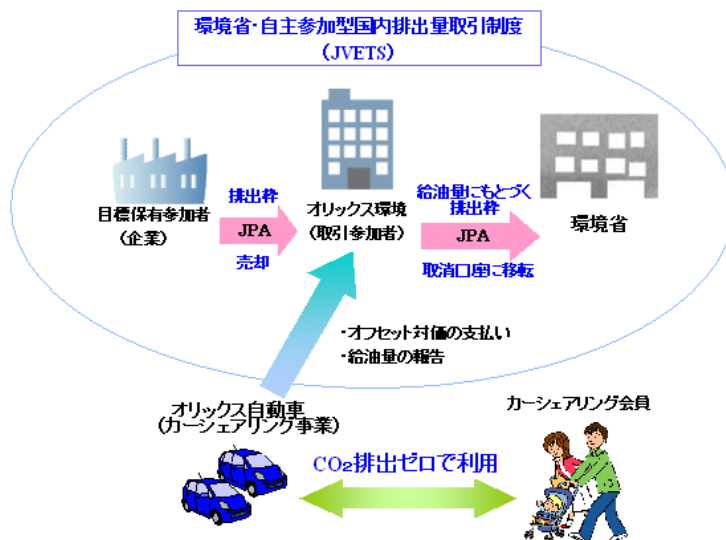 環境省・自主参加型国内排出量取引制度
（JVETS）
目標保有参加者
（企業）
排出枠
JPA
売却
オリックス環境
（取引参加者）
給油量にもとづく
排出枠
JPA
取消口座に移転
環境省
・オフセット対価の支払い
・給油量の報告
オリックス自動車
（カーシェアリング事業）
カーシェアリング会員
CO₂排出ゼロで利用